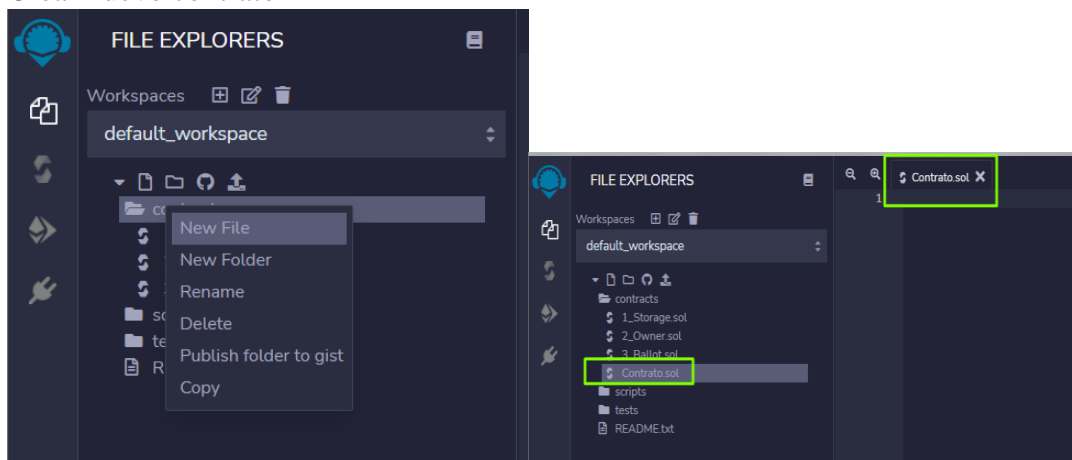 FILE EXPLORERS
Workspaces
default_workspace
New File
New Folder
Rename
Delete
Publish folder to gist
Copy
FILE EXPLORERS
Workspaces
default_workspace
contracts
1_Storage.sol
2_Owner.sol
3_Ballot.sol
Contrato.sol
scripts
tests
README.txt
Contrato.sol
1